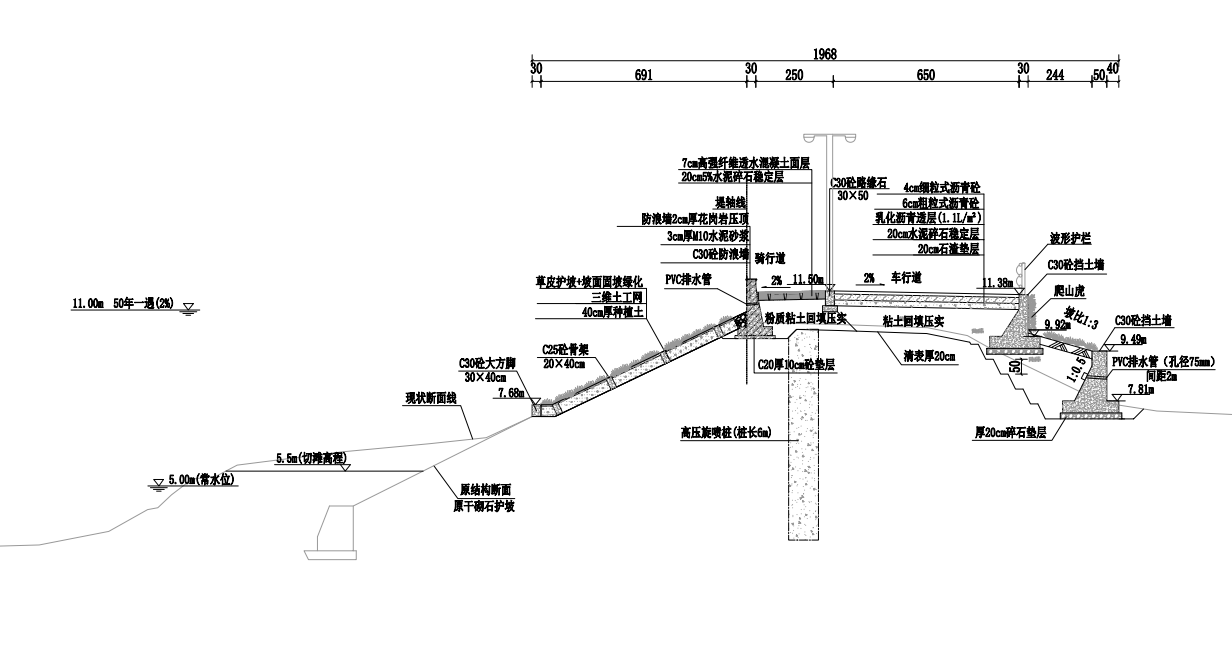 1968
30
691
30
250
650
30
244
50
40
7cm高强纤维透水混凝土面层
20cm5%水泥碎石稳定层
C30砼路缘石
30×50
4cm细粒式沥青砼
6cm粗粒式沥青砼
乳化沥青透层(1.1L/m²)
20cm水泥碎石稳定层
20cm石渣垫层
堤轴线
防浪墙2cm厚花岗岩压顶
3cm厚M10水泥砂浆
C30砼防浪墙
骑行道
波形护栏
C30砼挡土墙
草皮护坡+坡面固坡绿化
三维土工网
40cm厚种植土
PVC排水管
2%
11.50m
2%
车行道
11.38m
爬山虎
坡比1:3
11.00m 50年一遇(2%)
粉质粘土回填压实
粘土回填压实
9.92m
C30砼挡土墙
9.49m
C25砼骨架
20×40cm
C30砼大方脚
30×40cm
C20厚10cm砼垫层
清表厚20cm
50
1:0.5
PVC排水管（孔径75mm）
间距2m
7.68m
7.81m
现状断面线
高压旋喷桩(桩长6m)
厚20cm碎石垫层
5.5m(切滩高程)
5.00m(常水位)
原结构断面
原干砌石护坡